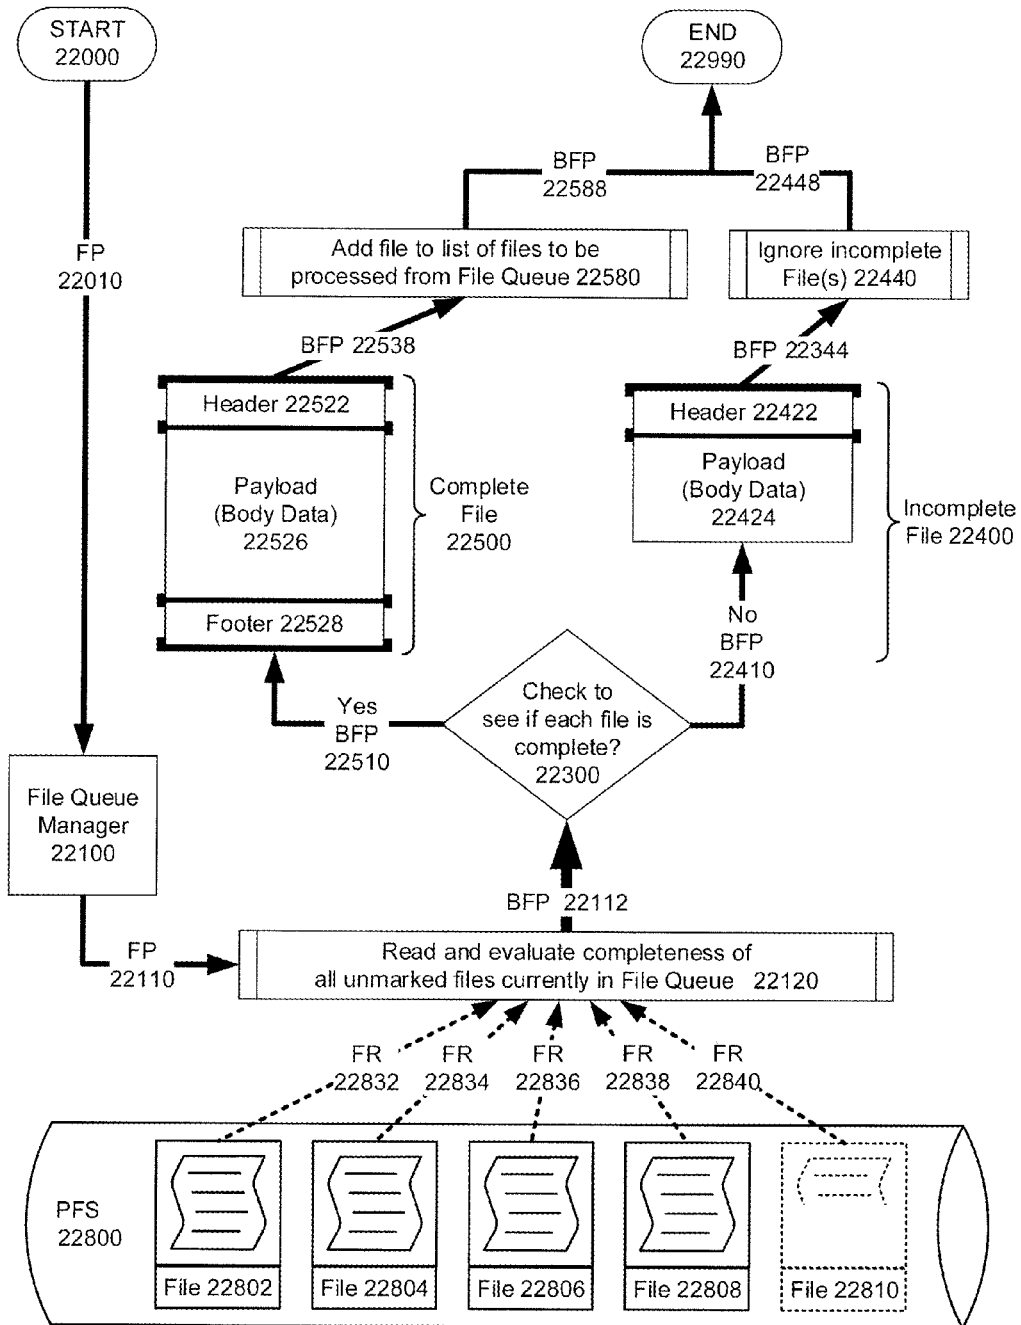 START
22000
END
22990
BFP
22588
BFP
22448
FP
22010
Add file to list of files to be
processed from File Queue 22580
Ignore incomplete
File(s) 22440
BFP 22538
BFP 22344
Header 22522
Payload
(Body Data)
22526
Footer 22528
Complete
File
22500
Header 22422
Payload
(Body Data)
22424
Incomplete
File 22400
No
BFP
22410
Yes
BFP
22510
Check to
see if each file is
complete?
22300
File Queue
Manager
22100
BFP 22112
FP
22110
Read and evaluate completeness of
all unmarked files currently in File Queue 22120
FR
22832
FR
22834
FR
22836
FR
22838
FR
22840
PFS
22800
File 22802
File 22804
File 22806
File 22808
File 22810